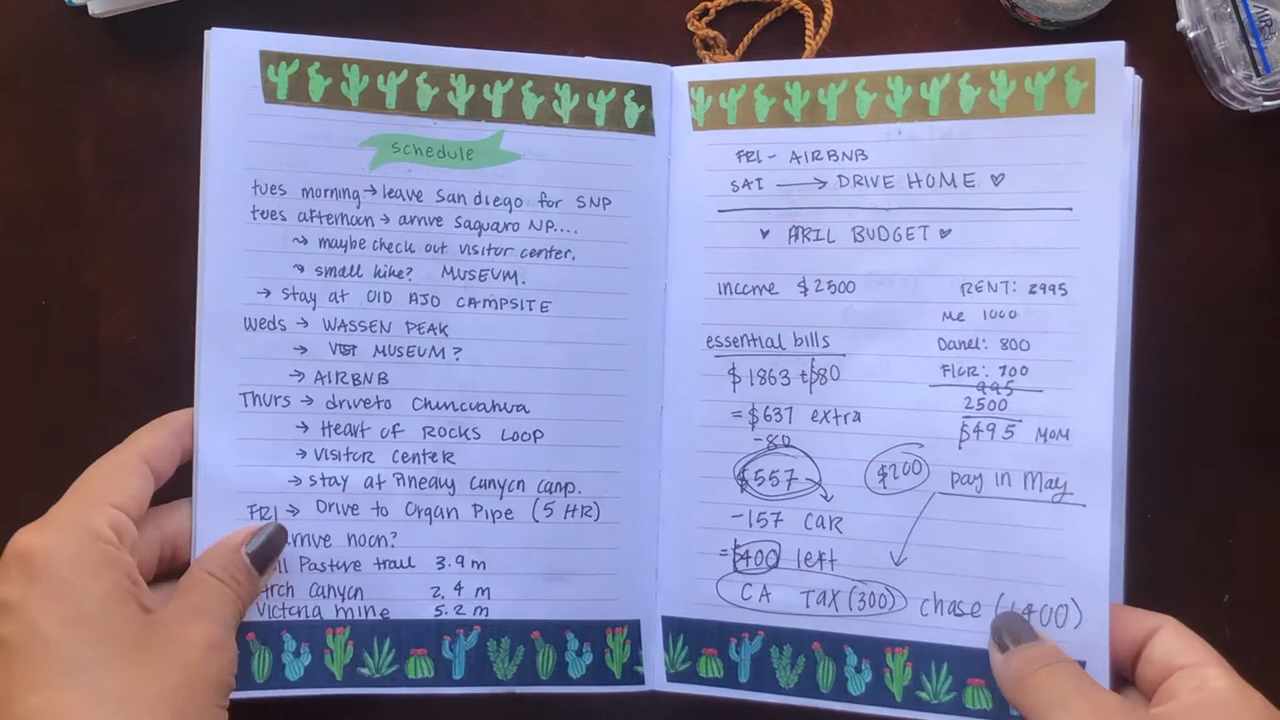 schedule
tues morning → leave san diego for SNP
tues afternoon → arrive saguaro NP....
→ maybe check out visitor center.
→ small hike? MUSEUM.
→ stay at OLD AJO CAMPSITE
Weds → WASSEN PEAK
→ VISIT MUSEUM?
→ AIRBNB
Thurs → drive to Chiricahua
→ Heart of ROCKS LOOP
→ VISITOR CENTER
→ stay at Pineavy canyon camp.
FRI → Drive to Organ Pipe (5 HR)
arrive noon?
Pasture trail 3.9 m
Arch canyon 2.4 m
Victoria mine 5.2 m
FRI - AIRBNB
SAT → DRIVE HOME ♡
♥ APRIL BUDGET ♥
income $2500
essential bills
$1863 + $80
= $637 extra
-80
$557
-157 CAR
= $400 left
CA TAX (300)
RENT: 2995
Me 1000
Daniel: 800
FLOR: 700
995
2500
$495 MOM
$200 pay in May
chase (1400)